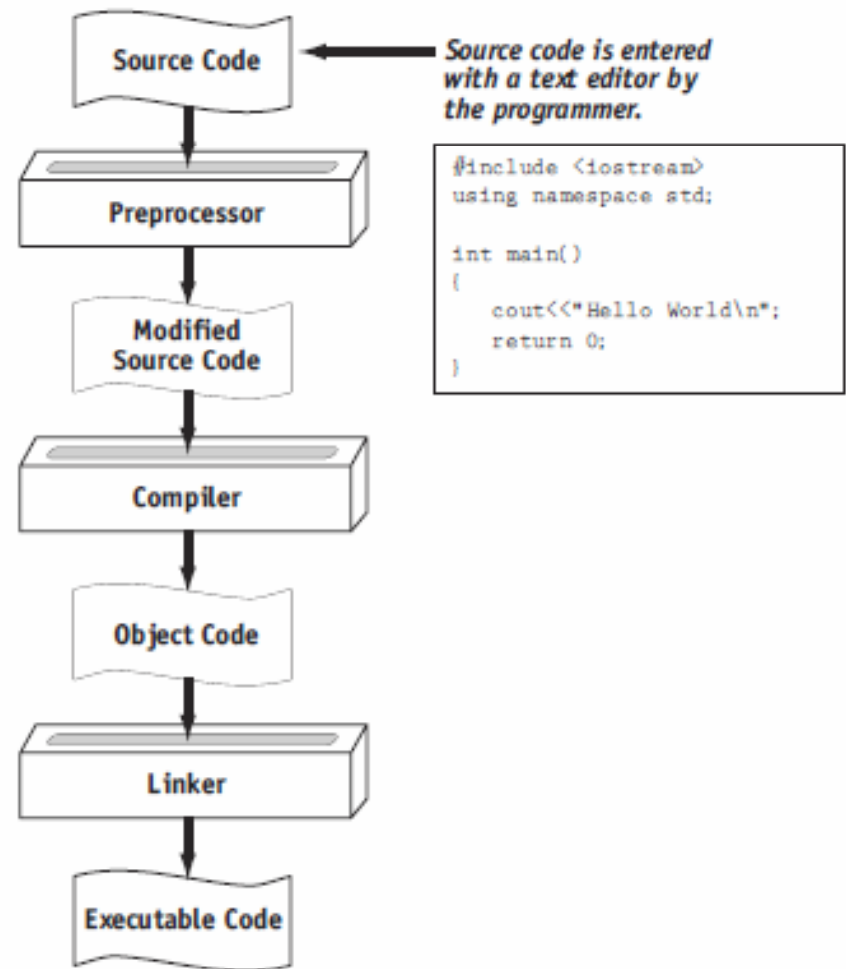 Source Code
Source code is entered
with a text editor by
the programmer.
Preprocessor
#include <iostream>
using namespace std;
int main()
{
cout<<"Hello World\n";
return 0;
}
Modified
Source Code
Compiler
Object Code
Linker
Executable Code